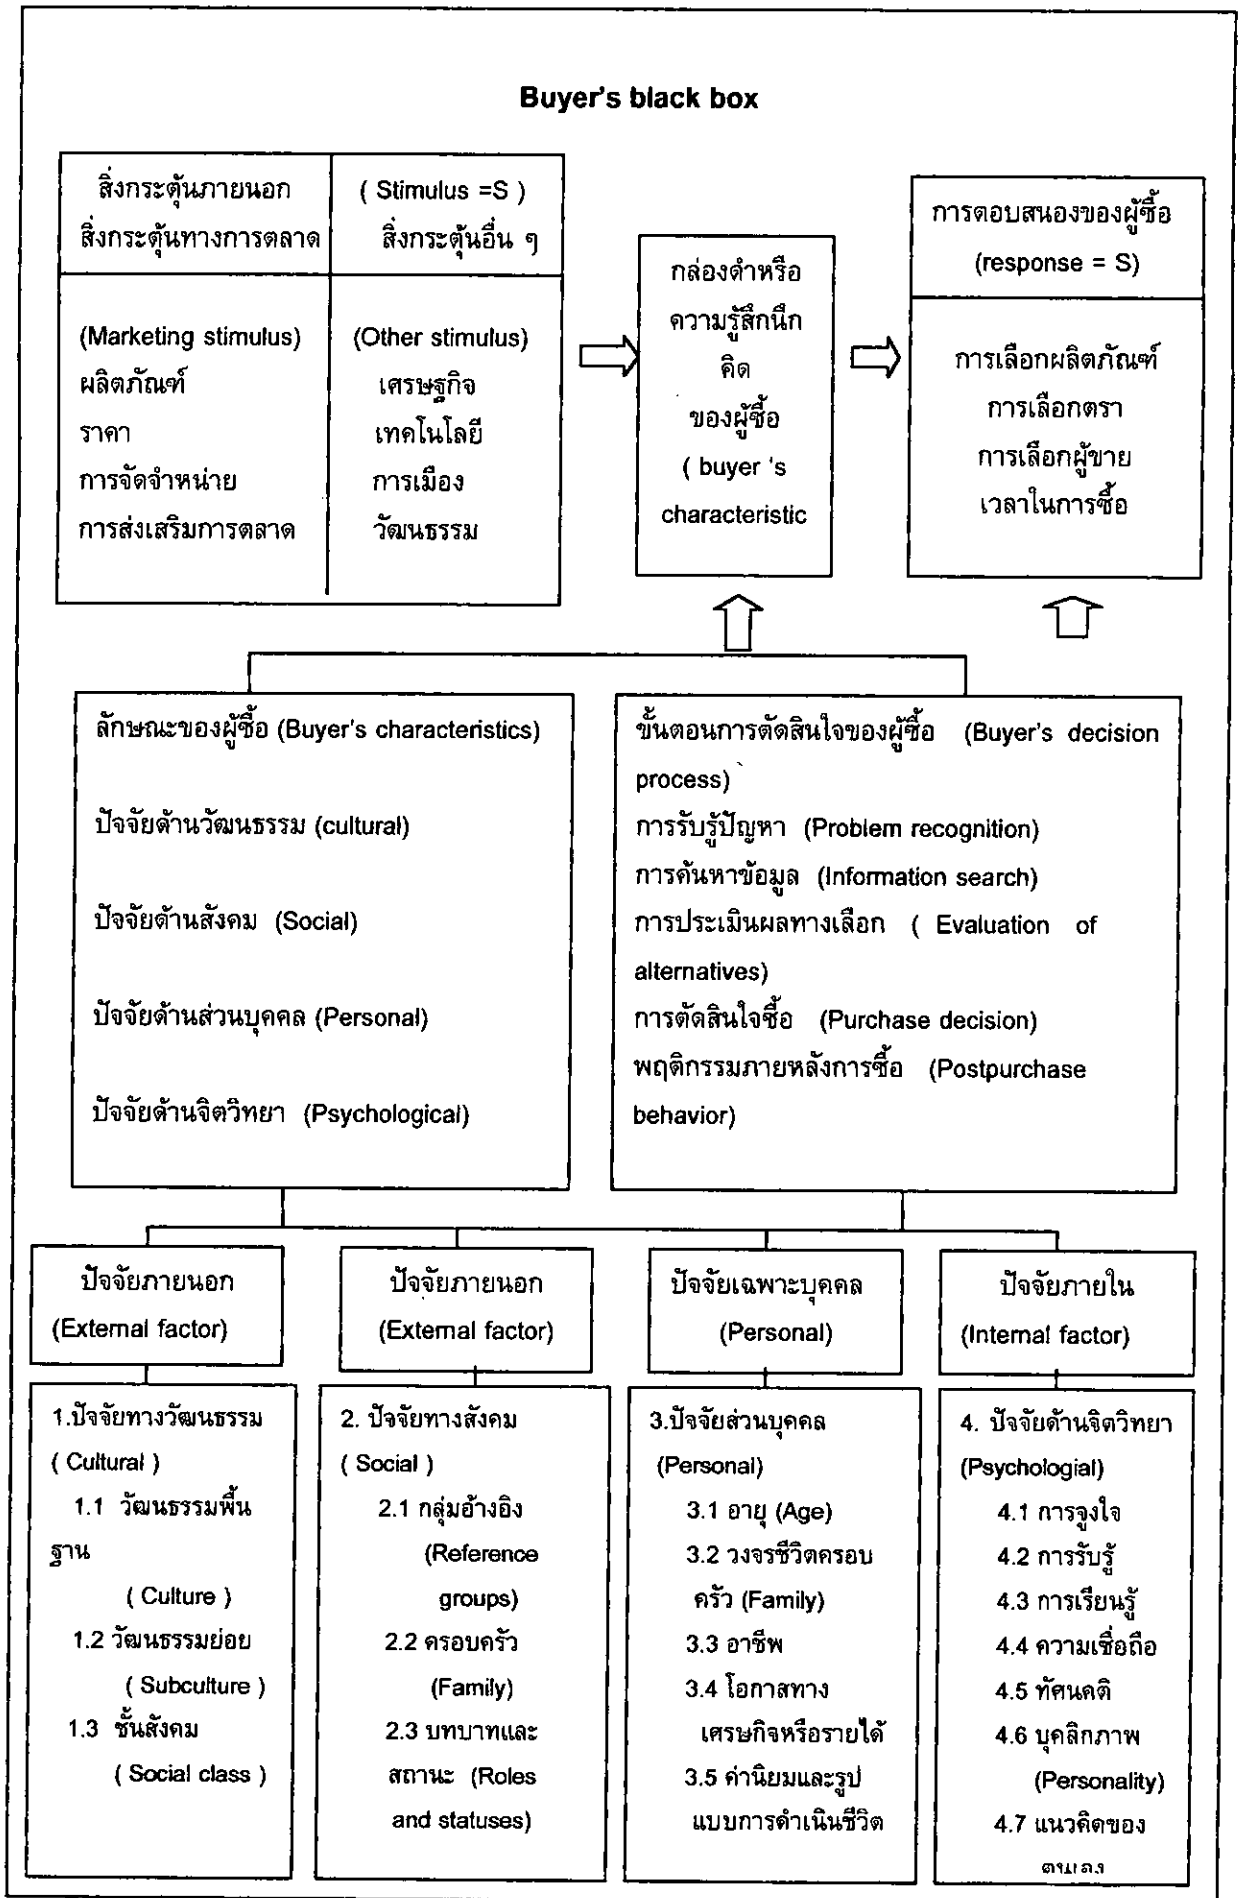 Buyer's black box
สิ่งกระตุ้นภายนอก
สิ่งกระตุ้นทางการตลาด
( Stimulus =S )
สิ่งกระตุ้นอื่น ๆ
(Marketing stimulus)
ผลิตภัณฑ์
ราคา
การจัดจำหน่าย
การส่งเสริมการตลาด
(Other stimulus)
เศรษฐกิจ
เทคโนโลยี
การเมือง
วัฒนธรรม
กล่องดำหรือ
ความรู้สึกนึก
คิด
ของผู้ซื้อ
( buyer 's
characteristic
การตอบสนองของผู้ซื้อ
(response = S)
การเลือกผลิตภัณฑ์
การเลือกตรา
การเลือกผู้ขาย
เวลาในการซื้อ
ลักษณะของผู้ซื้อ (Buyer's characteristics)
ปัจจัยด้านวัฒนธรรม (cultural)
ปัจจัยด้านสังคม (Social)
ปัจจัยด้านส่วนบุคคล (Personal)
ปัจจัยด้านจิตวิทยา (Psychological)
ขั้นตอนการตัดสินใจของผู้ซื้อ (Buyer's decision
process)
การรับรู้ปัญหา (Problem recognition)
การค้นหาข้อมูล (Information search)
การประเมินผลทางเลือก ( Evaluation of
alternatives)
การตัดสินใจซื้อ (Purchase decision)
พฤติกรรมภายหลังการซื้อ (Postpurchase
behavior)
ปัจจัยภายนอก
(External factor)
ปัจจัยภายนอก
(External factor)
ปัจจัยเฉพาะบุคคล
(Personal)
ปัจจัยภายใน
(Internal factor)
1.ปัจจัยทางวัฒนธรรม
( Cultural )
1.1 วัฒนธรรมพื้น
ฐาน
( Culture )
1.2 วัฒนธรรมย่อย
( Subculture )
1.3 ชั้นสังคม
( Social class )
2. ปัจจัยทางสังคม
( Social )
2.1 กลุ่มอ้างอิง
(Reference
groups)
2.2 ครอบครัว
(Family)
2.3 บทบาทและ
สถานะ (Roles
and statuses)
3.ปัจจัยส่วนบุคคล
(Personal)
3.1 อายุ (Age)
3.2 วงจรชีวิตครอบ
ครัว (Family)
3.3 อาชีพ
3.4 โอกาสทาง
เศรษฐกิจหรือรายได้
3.5 ค่านิยมและรูป
แบบการดำเนินชีวิต
4. ปัจจัยด้านจิตวิทยา
(Psychologial)
4.1 การจูงใจ
4.2 การรับรู้
4.3 การเรียนรู้
4.4 ความเชื่อถือ
4.5 ทัศนคติ
4.6 บุคลิกภาพ
(Personality)
4.7 แนวคิดของ
ตนเอง